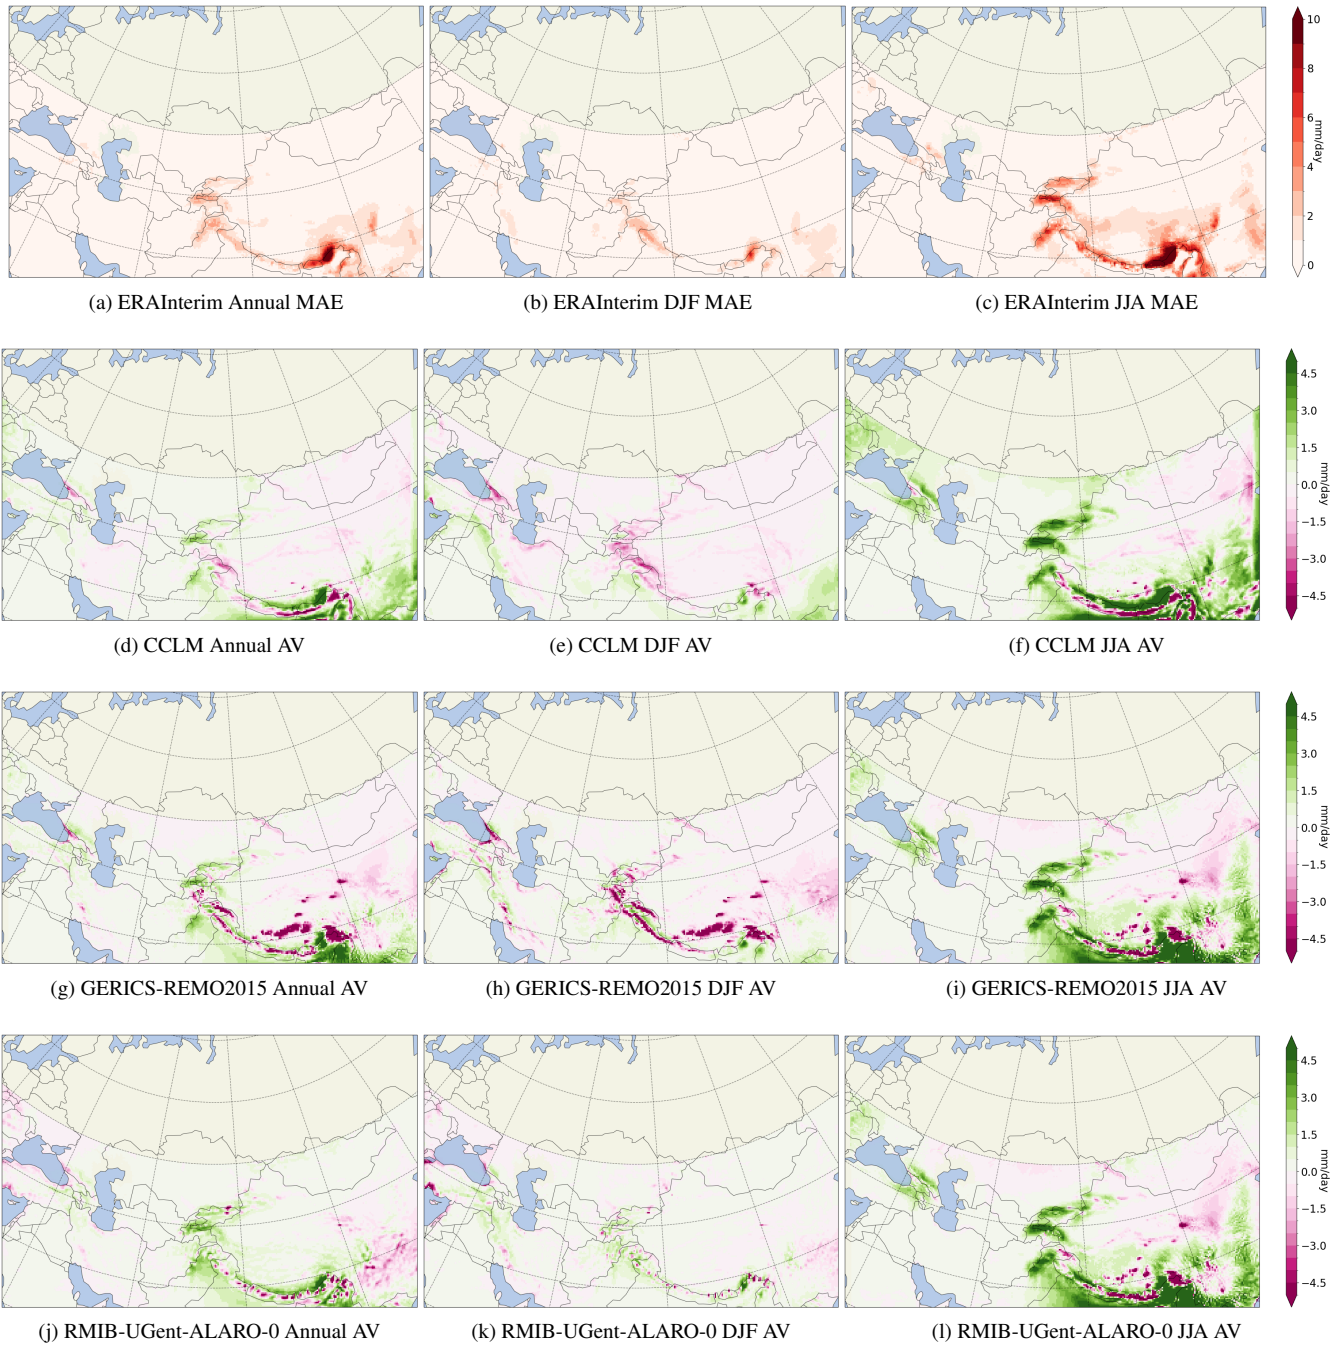 10
8
6
4
2
0
mm/day
(a) ERAInterim Annual MAE
(b) ERAInterim DJF MAE
(c) ERAInterim JJA MAE
4.5
3.0
1.5
0.0
−1.5
−3.0
−4.5
mm/day
(d) CCLM Annual AV
(e) CCLM DJF AV
(f) CCLM JJA AV
4.5
3.0
1.5
0.0
−1.5
−3.0
−4.5
mm/day
(g) GERICS-REMO2015 Annual AV
(h) GERICS-REMO2015 DJF AV
(i) GERICS-REMO2015 JJA AV
4.5
3.0
1.5
0.0
−1.5
−3.0
−4.5
mm/day
(j) RMIB-UGent-ALARO-0 Annual AV
(k) RMIB-UGent-ALARO-0 DJF AV
(l) RMIB-UGent-ALARO-0 JJA AV